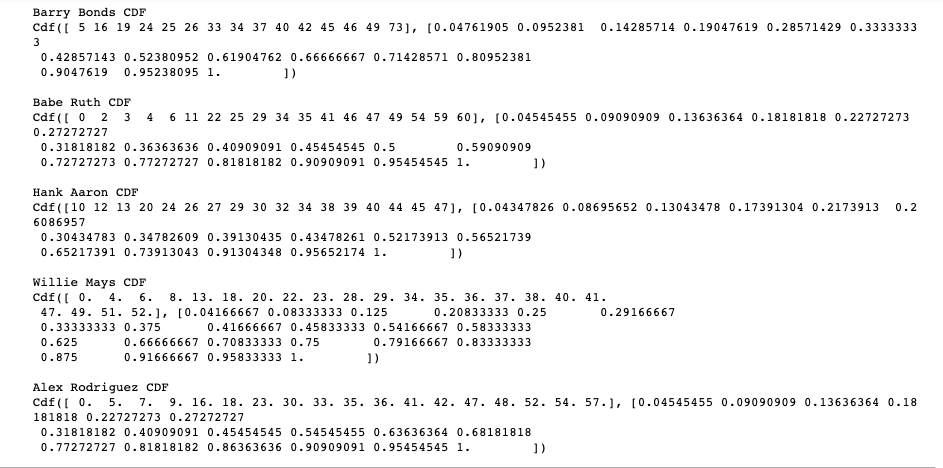 Barry Bonds CDF
Cdf([ 5 16 19 24 25 26 33 34 37 40 42 45 46 49 73], [0.04761905 0.0952381  0.14285714 0.19047619 0.28571429 0.3333333
3
 0.42857143 0.52380952 0.61904762 0.66666667 0.71428571 0.80952381
 0.9047619  0.95238095 1.        ])
Babe Ruth CDF
Cdf([ 0  2  3  4  6 11 22 25 29 34 35 41 46 47 49 54 59 60], [0.04545455 0.09090909 0.13636364 0.18181818 0.22727273
0.27272727
 0.31818182 0.36363636 0.40909091 0.45454545 0.5        0.59090909
 0.72727273 0.77272727 0.81818182 0.90909091 0.95454545 1.        ])
Hank Aaron CDF
Cdf([10 12 13 20 24 26 27 29 30 32 34 38 39 40 44 45 47], [0.04347826 0.08695652 0.13043478 0.17391304 0.2173913  0.2
6086957
 0.30434783 0.34782609 0.39130435 0.43478261 0.52173913 0.56521739
 0.65217391 0.73913043 0.91304348 0.95652174 1.        ])
Willie Mays CDF
Cdf([ 0.  4.  6.  8. 13. 18. 20. 22. 23. 28. 29. 34. 35. 36. 37. 38. 40. 41.
 47. 49. 51. 52.], [0.04166667 0.08333333 0.125      0.20833333 0.25       0.29166667
 0.33333333 0.375      0.41666667 0.45833333 0.54166667 0.58333333
 0.625      0.66666667 0.70833333 0.75       0.79166667 0.83333333
 0.875      0.91666667 0.95833333 1.        ])
Alex Rodriguez CDF
Cdf([ 0.  5.  7.  9. 16. 18. 23. 30. 33. 35. 36. 41. 42. 47. 48. 52. 54. 57.], [0.04545455 0.09090909 0.13636364 0.18
181818 0.22727273 0.27272727
 0.31818182 0.40909091 0.45454545 0.54545455 0.63636364 0.68181818
 0.77272727 0.81818182 0.86363636 0.90909091 0.95454545 1.        ])